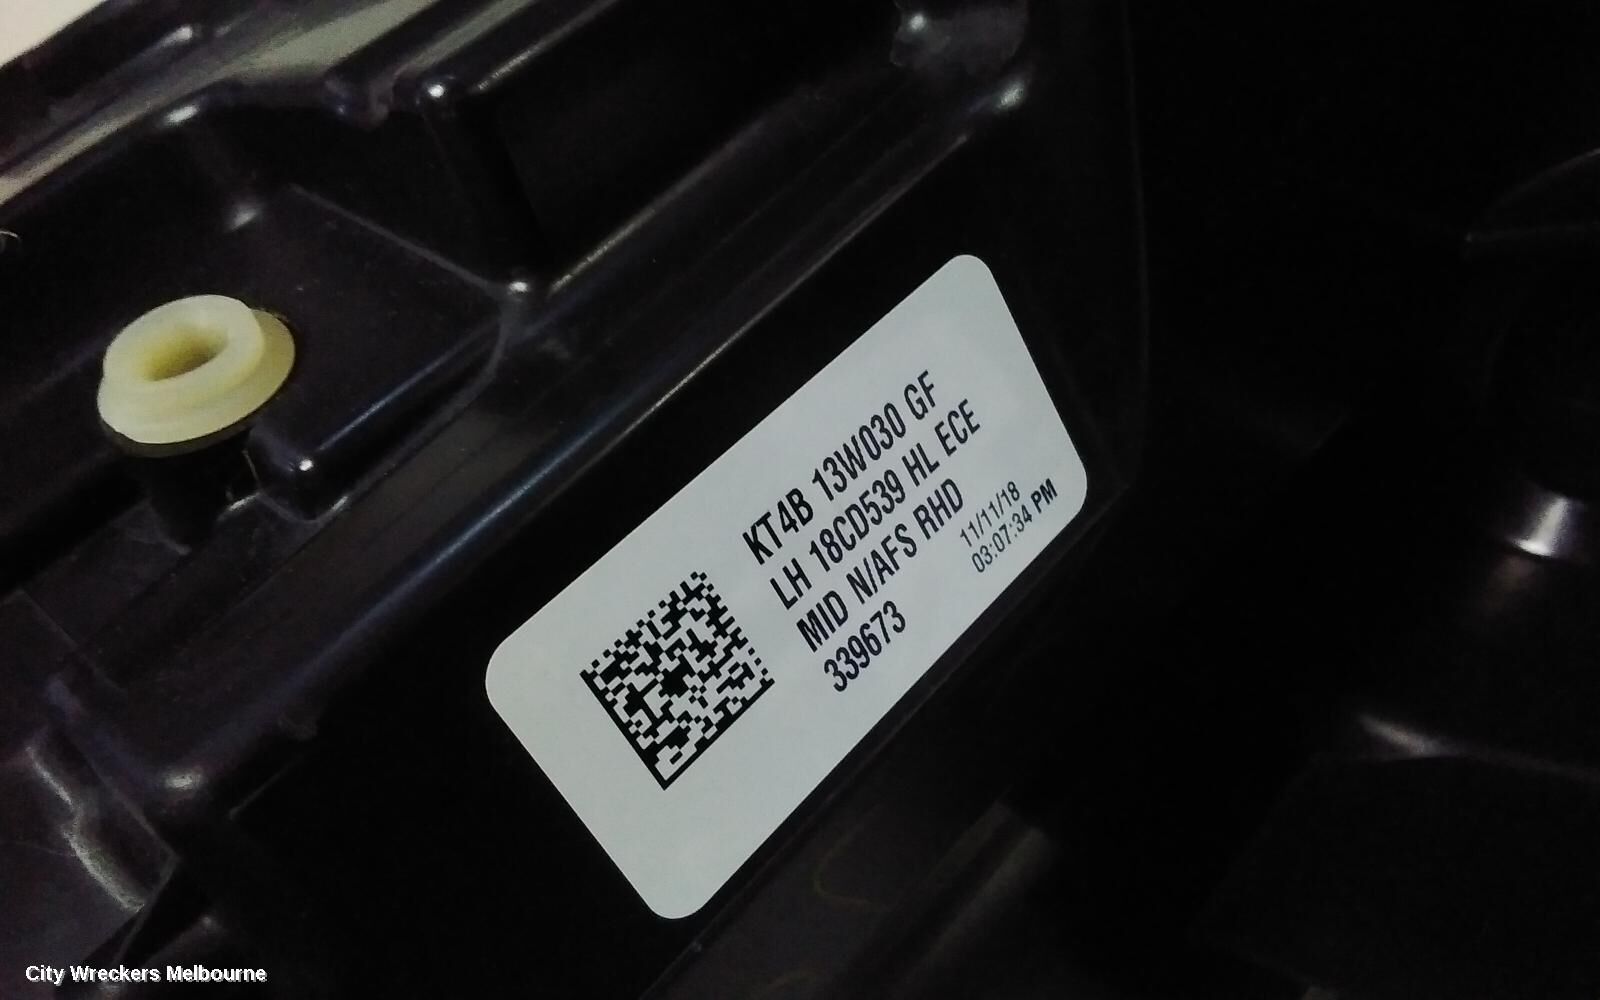 KT4B 13W030 GF
LH 18CD539 HL ECE
MID N/AFS RHD
339673
11/11/18
03:07:34 PM
City Wreckers Melbourne